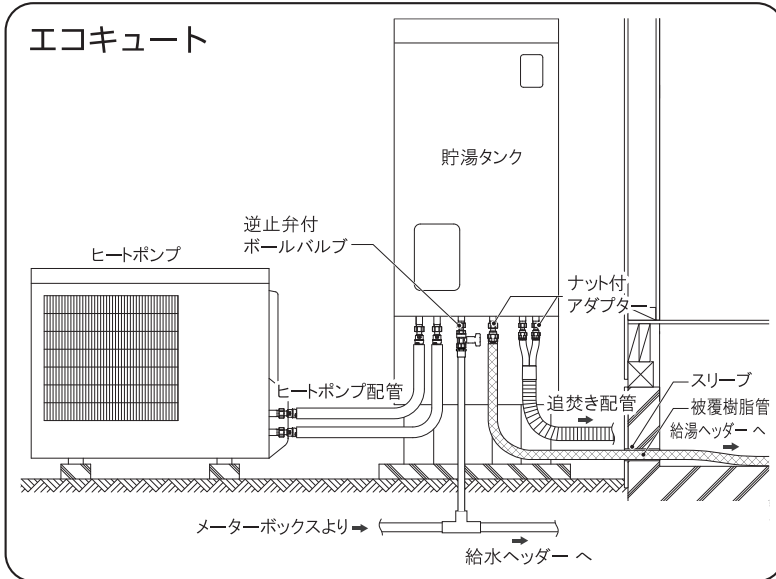 エコキュート
貯湯タンク
逆止弁付
ボールバルブ
ヒートポンプ
ナット付
アダプター
ヒートポンプ配管
追焚き配管
スリーブ
被覆樹脂管
給湯ヘッダー へ
メーターボックスより
給水ヘッダー へ